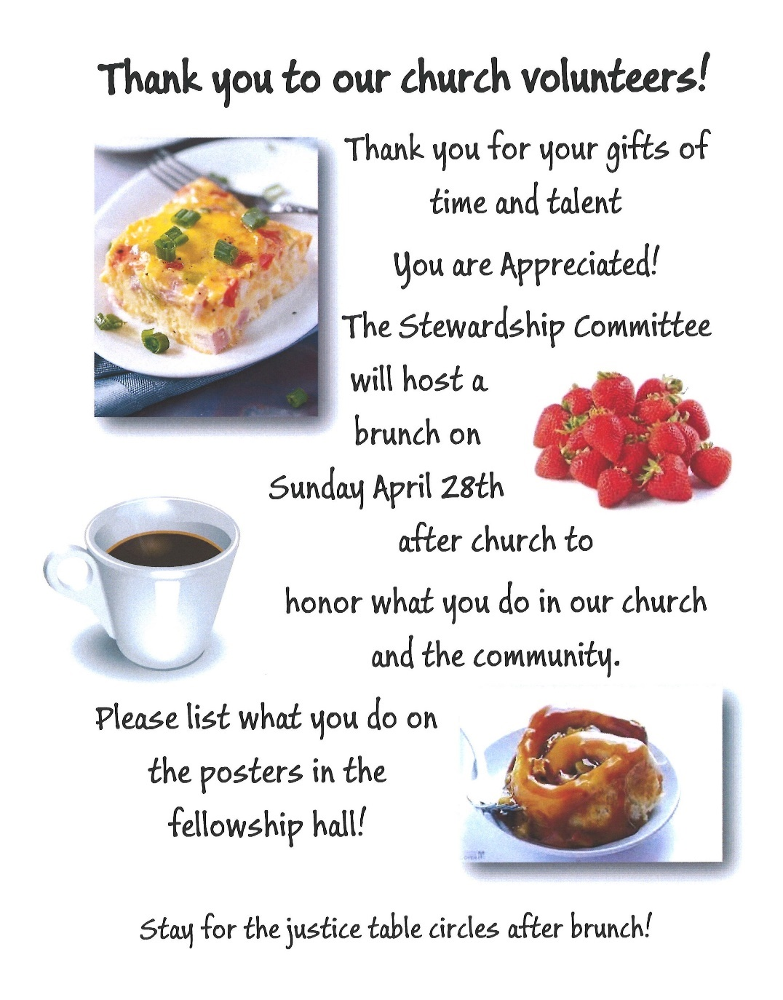 Thank you to our church volunteers!
Thank you for your gifts of
time and talent
You are Appreciated!
The Stewardship Committee
will host a
brunch on
Sunday April 28th
after church to
honor what you do in our church
and the community.
Please list what you do on
the posters in the
fellowship hall!
Stay for the justice table circles after brunch!